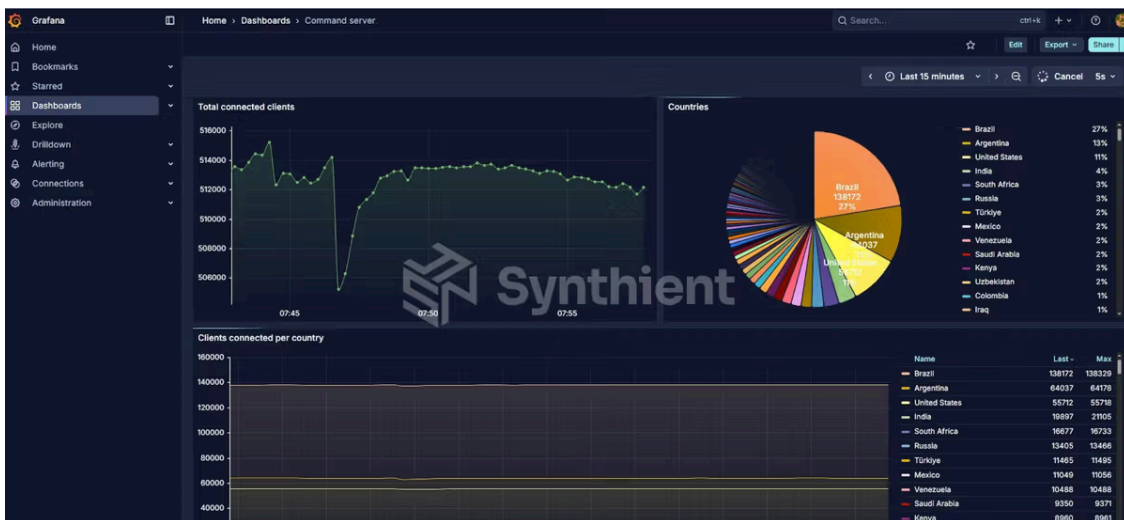 Grafana
Home › Dashboards › Command server
Search...
ctrl+k
Home
Bookmarks
Starred
Dashboards
Explore
Drilldown
Alerting
Connections
Administration
Edit
Export
Share
Last 15 minutes
Cancel
5s
Total connected clients
516000
514000
512000
510000
508000
506000
07:45
07:50
07:55
Countries
Brazil
138172
27%
Argentina
64037
Brazil 27%
Argentina 13%
United States 11%
India 4%
South Africa 3%
Russia 3%
Türkiye 2%
Mexico 2%
Venezuela 2%
Saudi Arabia 2%
Kenya 2%
Uzbekistan 2%
Colombia 1%
Iraq 1%
Synthient
Clients connected per country
160000
140000
120000
100000
80000
60000
40000
Name Last Max
Brazil 138172 138329
Argentina 64037 64178
United States 55712 55718
India 19897 21105
South Africa 16677 16733
Russia 13405 13466
Türkiye 11465 11495
Mexico 11049 11056
Venezuela 10488 10488
Saudi Arabia 9350 9371
Kenya 8960 8961